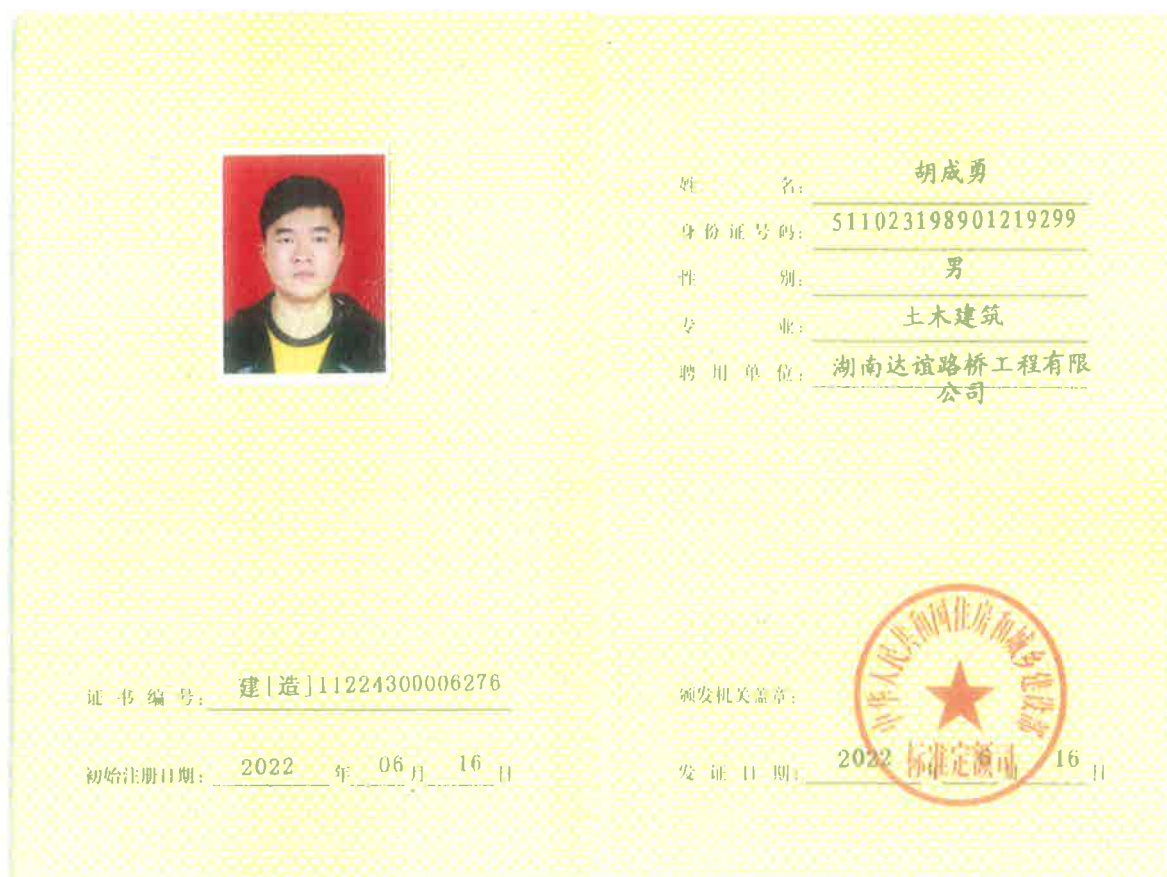 姓 名：胡成勇
身份证号码：511023198901219299
性 别：男
专 业：土木建筑
聘用单位：湖南达谊路桥工程有限
公司
证书编号：建[造]11224300006276
初始注册日期：2022 年 06 月 16 日
颁发机关盖章：
中华人民共和国住房和城乡建设部
标准定额司
发证日期：2022 16 日